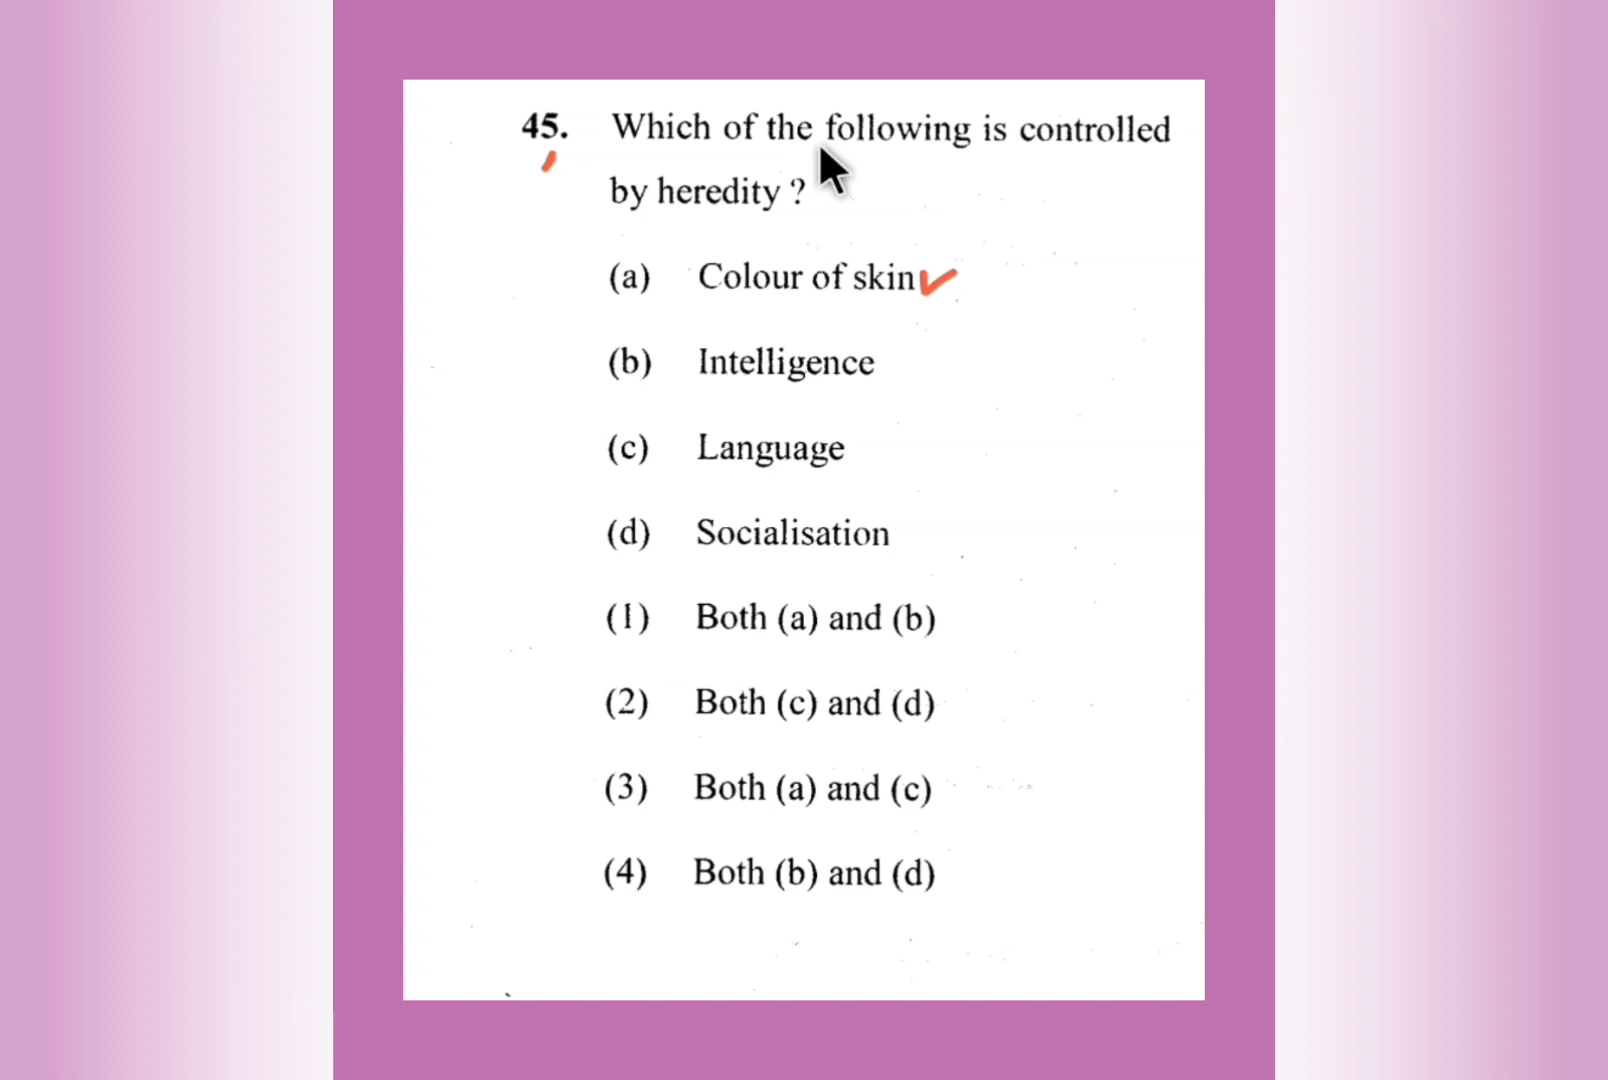 45. Which of the following is controlled
by heredity ?
(a) Colour of skin
(b) Intelligence
(c) Language
(d) Socialisation
(1) Both (a) and (b)
(2) Both (c) and (d)
(3) Both (a) and (c)
(4) Both (b) and (d)